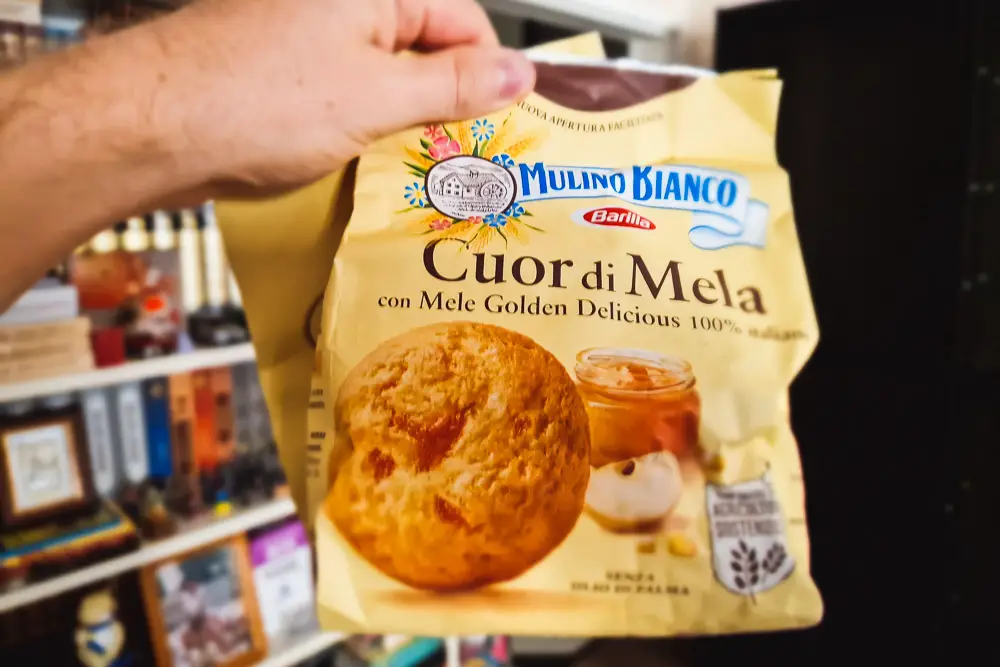 NUOVA APERTURA FACILITATA
MULINO BIANCO
Barilla
Cuor di Mela
con Mele Golden Delicious 100% italiane
AGRICOLTURA
SOSTENIBILE
SENZA
OLIO DI PALMA